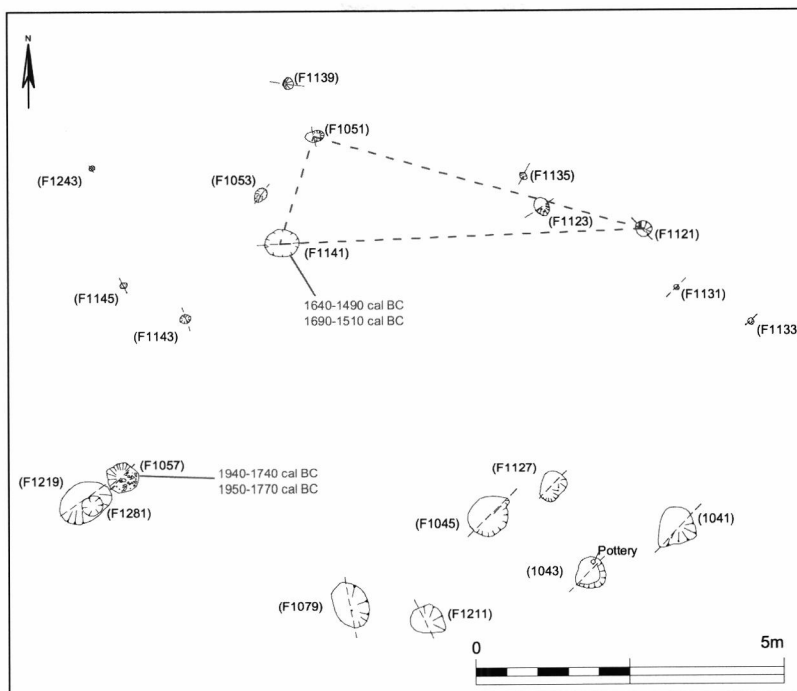 N
(F1139)
(F1051)
(F1243)
(F1053)
(F1135)
(F1123)
(F1121)
(F1141)
(F1145)
(F1143)
1640-1490 cal BC
1690-1510 cal BC
(F1131)
(F1133)
(F1219)
(F1057)
(F1281)
1940-1740 cal BC
1950-1770 cal BC
(F1127)
(F1045)
(1041)
Pottery
(1043)
(F1079)
(F1211)
0 5m